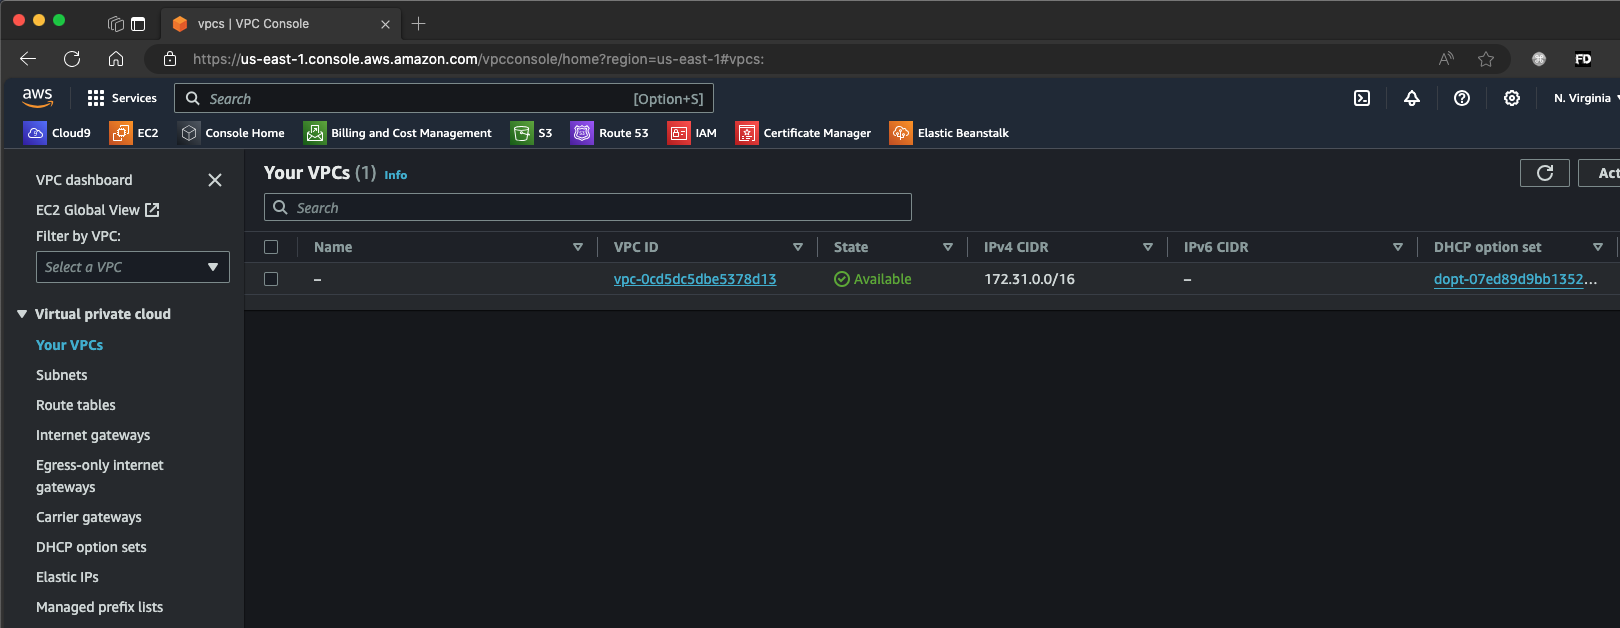 vpcs | VPC Console
https://us-east-1.console.aws.amazon.com/vpcconsole/home?region=us-east-1#vpcs:
FD
aws
Services
Search
[Option+S]
N. Virginia
Cloud9
EC2
Console Home
Billing and Cost Management
S3
Route 53
IAM
Certificate Manager
Elastic Beanstalk
VPC dashboard
EC2 Global View
Filter by VPC:
Select a VPC
Virtual private cloud
Your VPCs
Subnets
Route tables
Internet gateways
Egress-only internet
gateways
Carrier gateways
DHCP option sets
Elastic IPs
Managed prefix lists
Your VPCs (1) Info
Act
Search
Name
VPC ID
State
IPv4 CIDR
IPv6 CIDR
DHCP option set
–
vpc-0cd5dc5dbe5378d13
Available
172.31.0.0/16
–
dopt-07ed89d9bb1352...